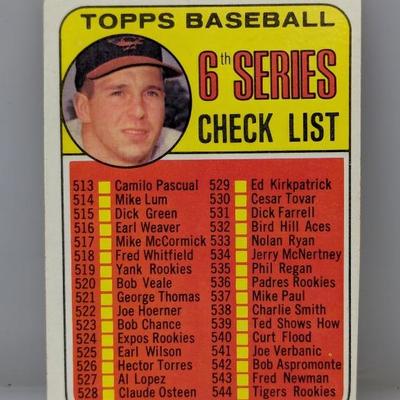 TOPPS BASEBALL
6th SERIES
CHECK LIST
513 Camilo Pascual
514 Mike Lum
515 Dick Green
516 Earl Weaver
517 Mike McCormick
518 Fred Whitfield
519 Yank Rookies
520 Bob Veale
521 George Thomas
522 Joe Hoerner
523 Bob Chance
524 Expos Rookies
525 Earl Wilson
526 Hector Torres
527 Al Lopez
528 Claude Osteen
529 Ed Kirkpatrick
530 Cesar Tovar
531 Dick Farrell
532 Bird Hill Aces
533 Nolan Ryan
534 Jerry McNertney
535 Phil Regan
536 Padres Rookies
537 Mike Paul
538 Charlie Smith
539 Ted Shows How
540 Curt Flood
541 Joe Verbanic
542 Bob Aspromonte
543 Fred Newman
544 Tigers Rookies